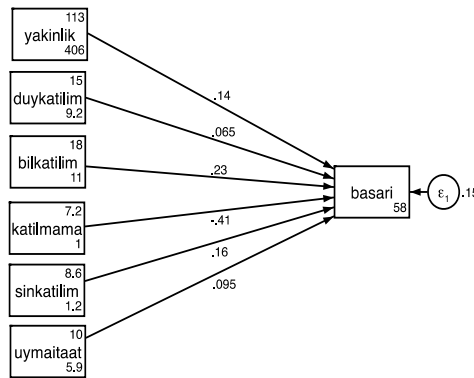 113
yakinlik
406
.14
15
duykatilim
9.2
.065
18
bilkatilim
11
.23
7.2
katilmama
1
-.41
8.6
sinkatilim
1.2
.16
10
uymaitaat
5.9
.095
basari
58
ε1 .15